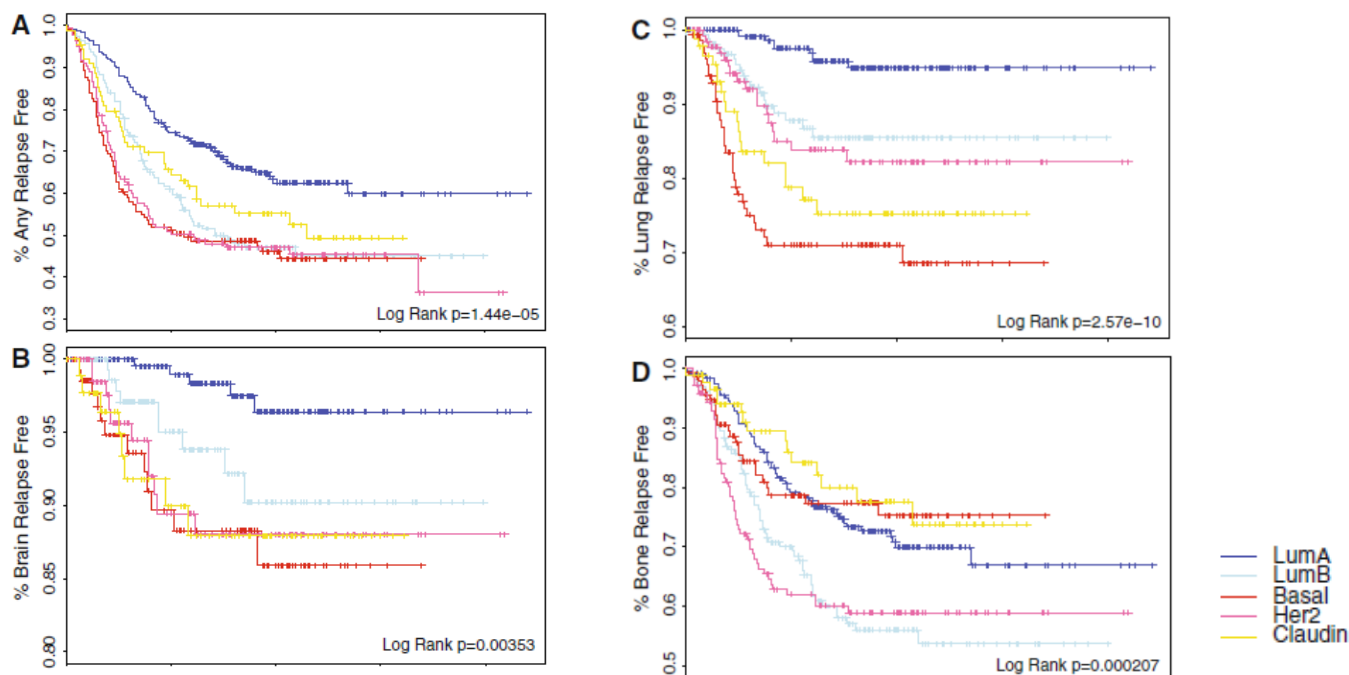 A
% Any Relapse Free
1.0
0.9
0.8
0.7
0.6
0.5
0.4
0.3
Log Rank p=1.44e−05
B
% Brain Relapse Free
1.00
0.95
0.90
0.85
0.80
Log Rank p=0.00353
C
% Lung Relapse Free
1.0
0.9
0.8
0.7
0.6
Log Rank p=2.57e−10
D
% Bone Relapse Free
1.0
0.9
0.8
0.7
0.6
0.5
Log Rank p=0.000207
LumA
LumB
Basal
Her2
Claudin